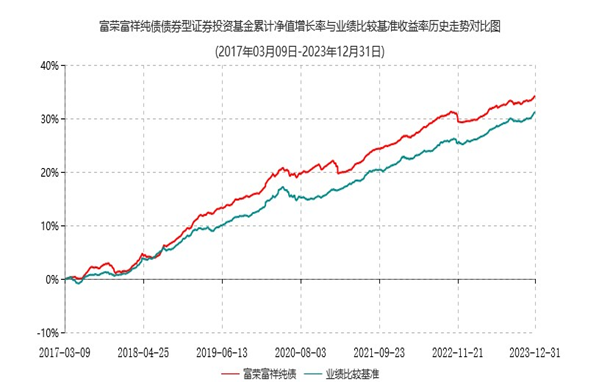 富荣富祥纯债债券型证券投资基金累计净值增长率与业绩比较基准收益率历史走势对比图
(2017年03月09日-2023年12月31日)
40%
30%
20%
10%
0%
-10%
2017-03-09 2018-04-25 2019-06-13 2020-08-03 2021-09-23 2022-11-21 2023-12-31
富荣富祥纯债 业绩比较基准